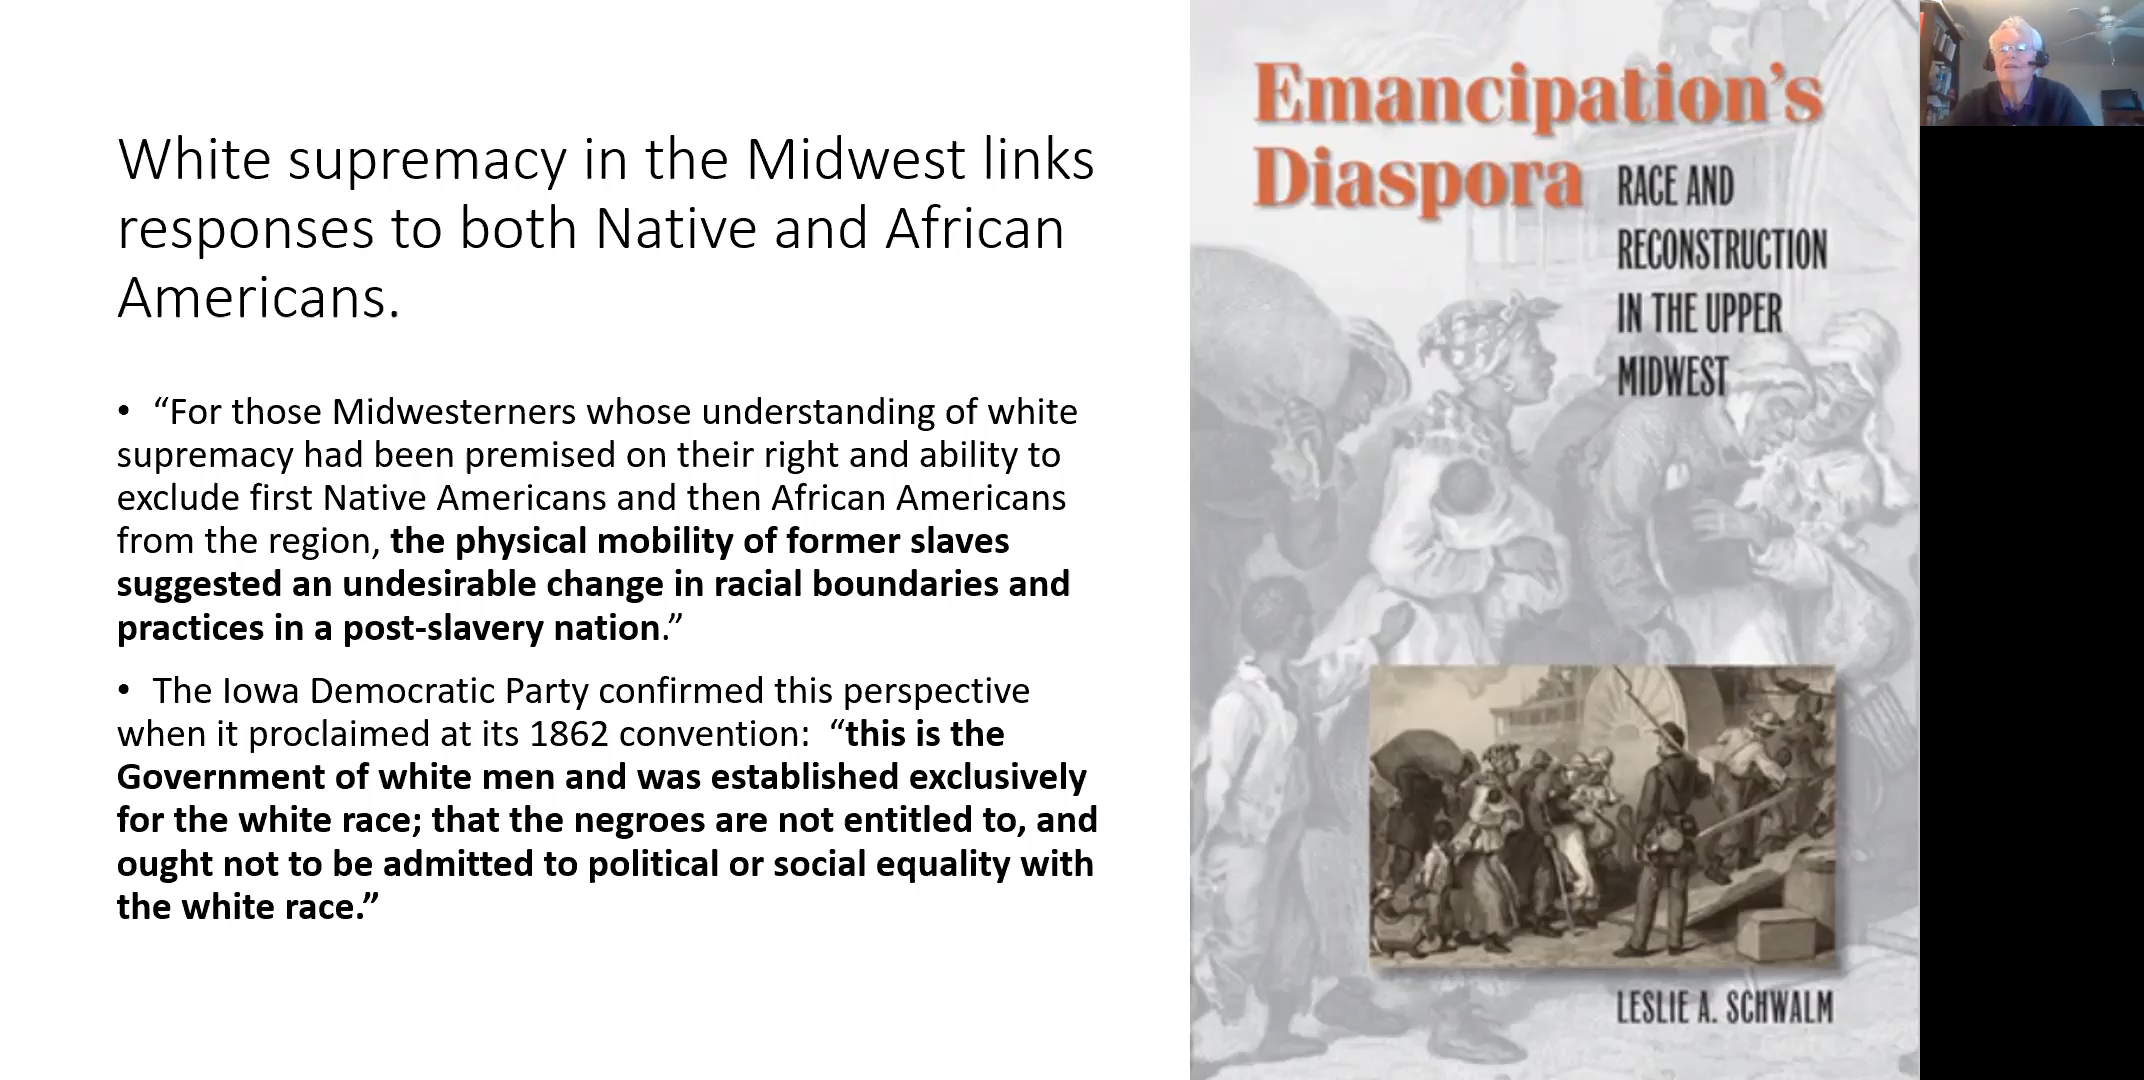 White supremacy in the Midwest links
responses to both Native and African
Americans.
• “For those Midwesterners whose understanding of white
supremacy had been premised on their right and ability to
exclude first Native Americans and then African Americans
from the region, the physical mobility of former slaves
suggested an undesirable change in racial boundaries and
practices in a post-slavery nation.”
• The Iowa Democratic Party confirmed this perspective
when it proclaimed at its 1862 convention:  “this is the
Government of white men and was established exclusively
for the white race; that the negroes are not entitled to, and
ought not to be admitted to political or social equality with
the white race.”
Emancipation’s
Diaspora
RACE AND
RECONSTRUCTION
IN THE UPPER
MIDWEST
LESLIE A. SCHWALM